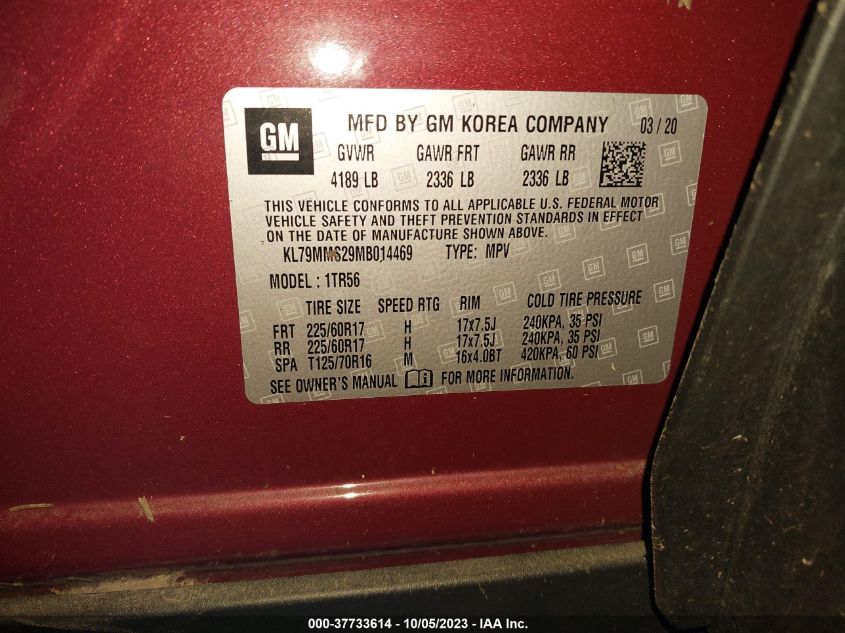 GM MFD BY GM KOREA COMPANY 03 / 20
GVWR GAWR FRT GAWR RR
4189 LB 2336 LB 2336 LB
THIS VEHICLE CONFORMS TO ALL APPLICABLE U.S. FEDERAL MOTOR
VEHICLE SAFETY AND THEFT PREVENTION STANDARDS IN EFFECT
ON THE DATE OF MANUFACTURE SHOWN ABOVE.
KL79MMS29MB014469 TYPE: MPV
MODEL : 1TR56
TIRE SIZE SPEED RTG RIM COLD TIRE PRESSURE
FRT 225/60R17 H 17x7.5J 240KPA, 35 PSI
RR 225/60R17 H 17x7.5J 240KPA, 35 PSI
SPA T125/70R16 M 16x4.0BT 420KPA, 60 PSI
SEE OWNER'S MANUAL FOR MORE INFORMATION.
000-37733614 - 10/05/2023 - IAA Inc.